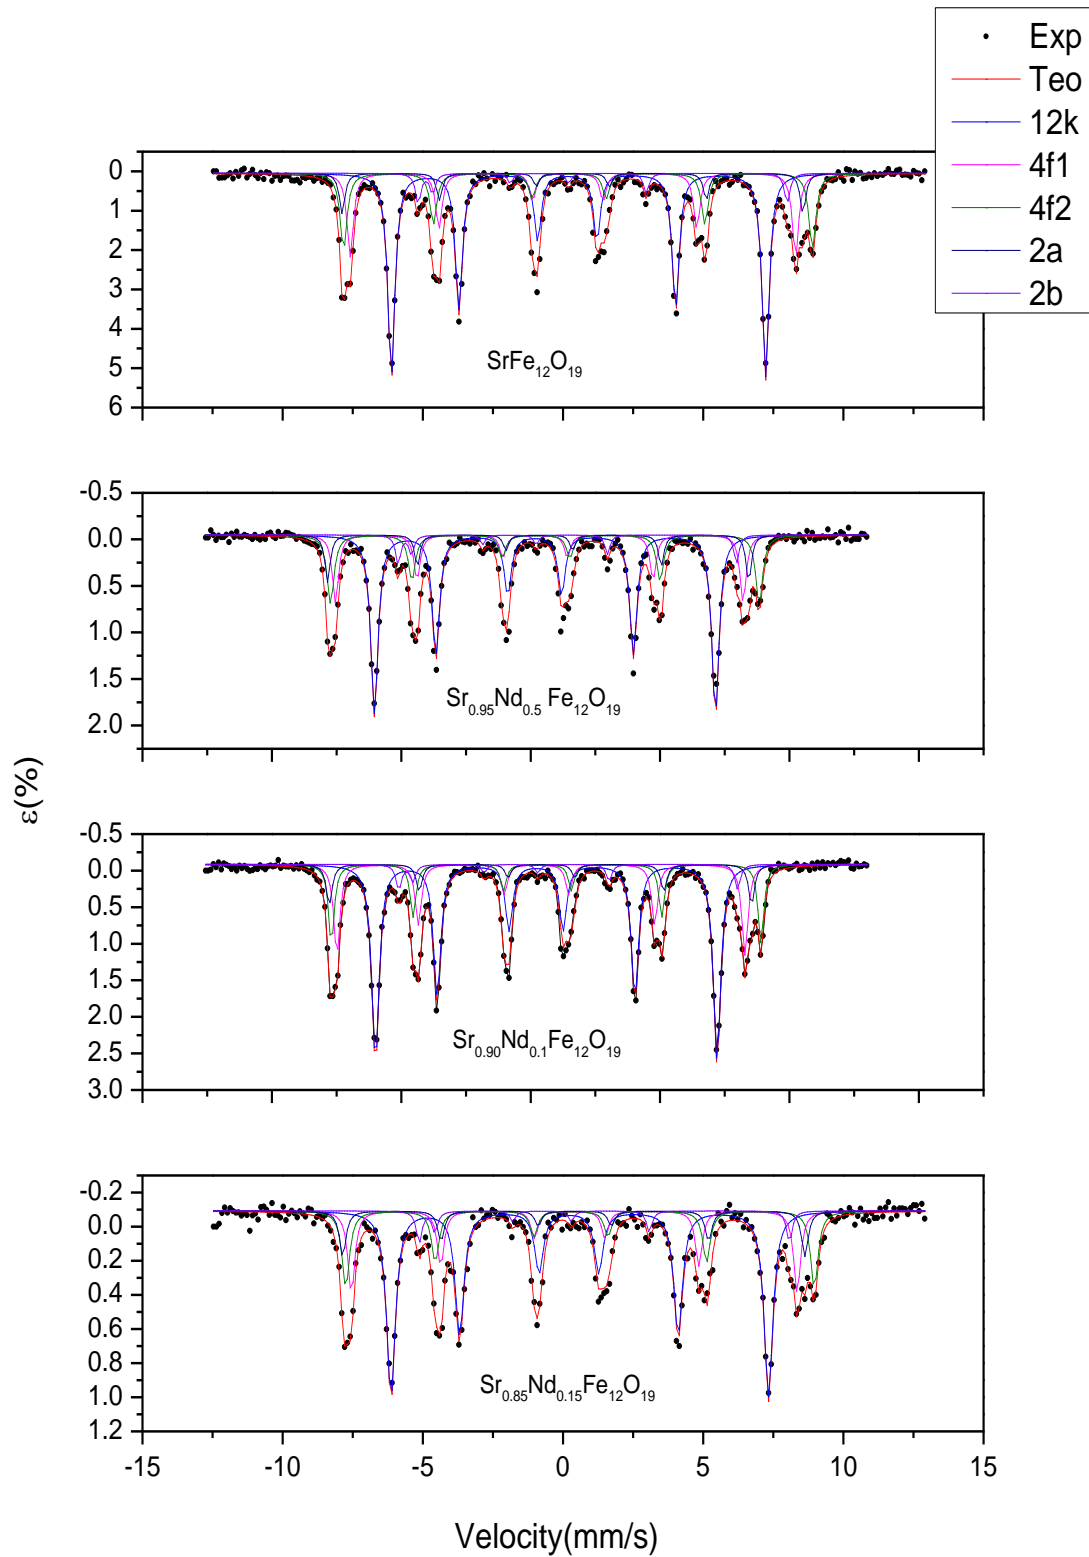 Exp
Teo
12k
4f1
4f2
2a
2b
0
1
2
3
4
5
6
SrFe12O19
-0.5
0.0
0.5
1.0
1.5
2.0
Sr0.95Nd0.5 Fe12O19
-0.5
0.0
0.5
1.0
1.5
2.0
2.5
3.0
Sr0.90Nd0.1Fe12O19
-0.2
0.0
0.2
0.4
0.6
0.8
1.0
1.2
Sr0.85Nd0.15Fe12O19
-15
-10
-5
0
5
10
15
ε(%)
Velocity(mm/s)